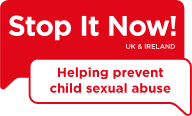 Stop It Now!
UK & IRELAND
Helping prevent
child sexual abuse